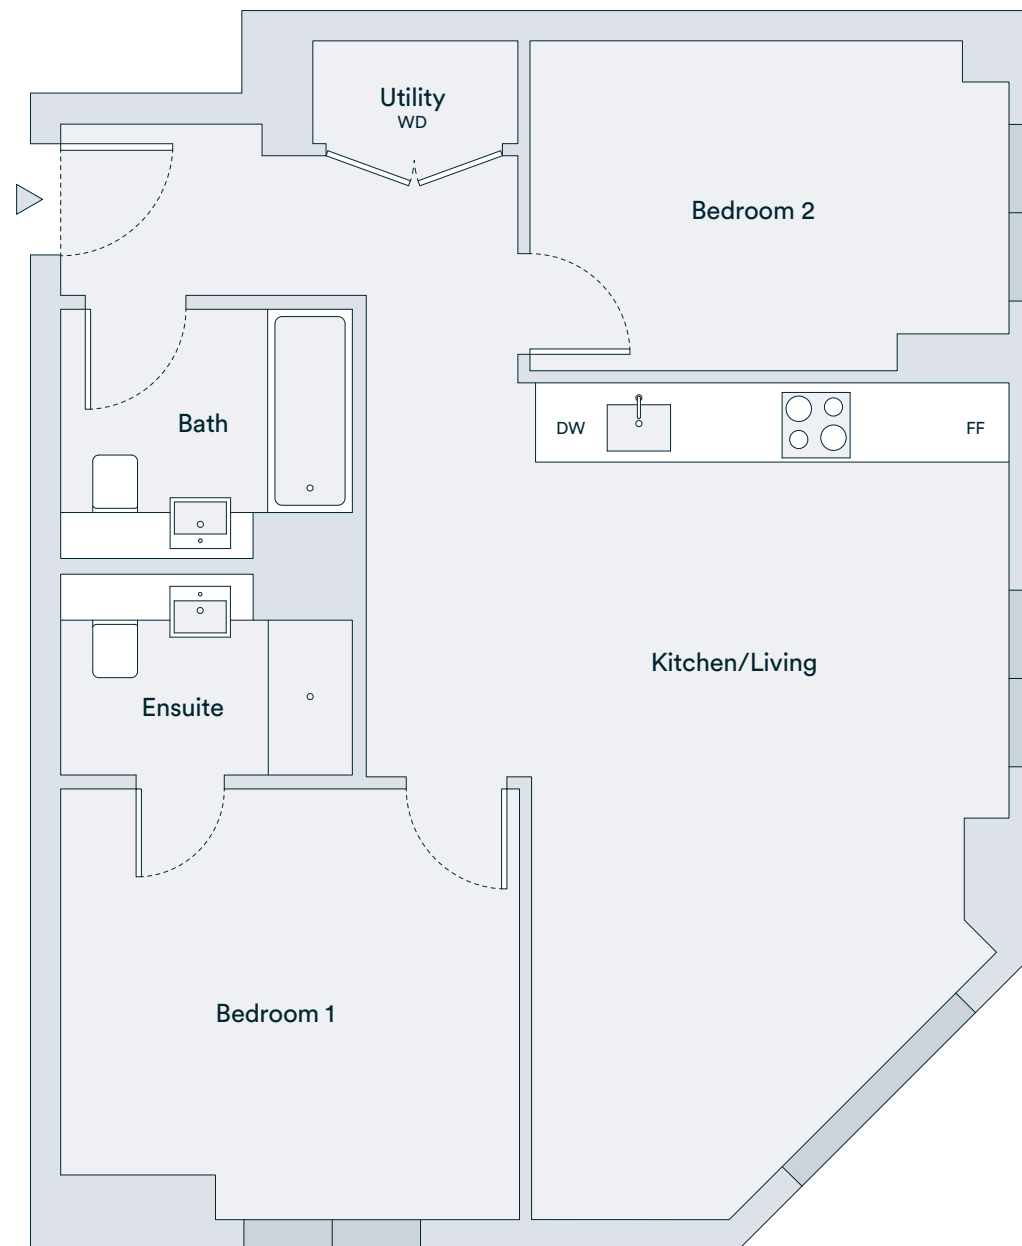 Utility
WD
Bedroom 2
Bath
DW
FF
Kitchen/Living
Ensuite
Bedroom 1